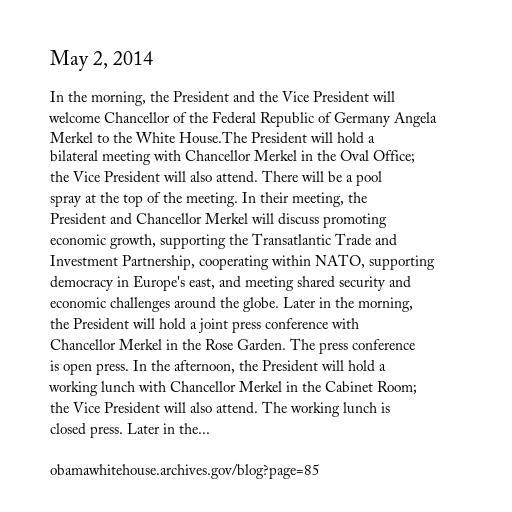 May 2, 2014
In the morning, the President and the Vice President will
welcome Chancellor of the Federal Republic of Germany Angela
Merkel to the White House.The President will hold a
bilateral meeting with Chancellor Merkel in the Oval Office;
the Vice President will also attend. There will be a pool
spray at the top of the meeting. In their meeting, the
President and Chancellor Merkel will discuss promoting
economic growth, supporting the Transatlantic Trade and
Investment Partnership, cooperating within NATO, supporting
democracy in Europe's east, and meeting shared security and
economic challenges around the globe. Later in the morning,
the President will hold a joint press conference with
Chancellor Merkel in the Rose Garden. The press conference
is open press. In the afternoon, the President will hold a
working lunch with Chancellor Merkel in the Cabinet Room;
the Vice President will also attend. The working lunch is
closed press. Later in the...
obamawhitehouse.archives.gov/blog?page=85